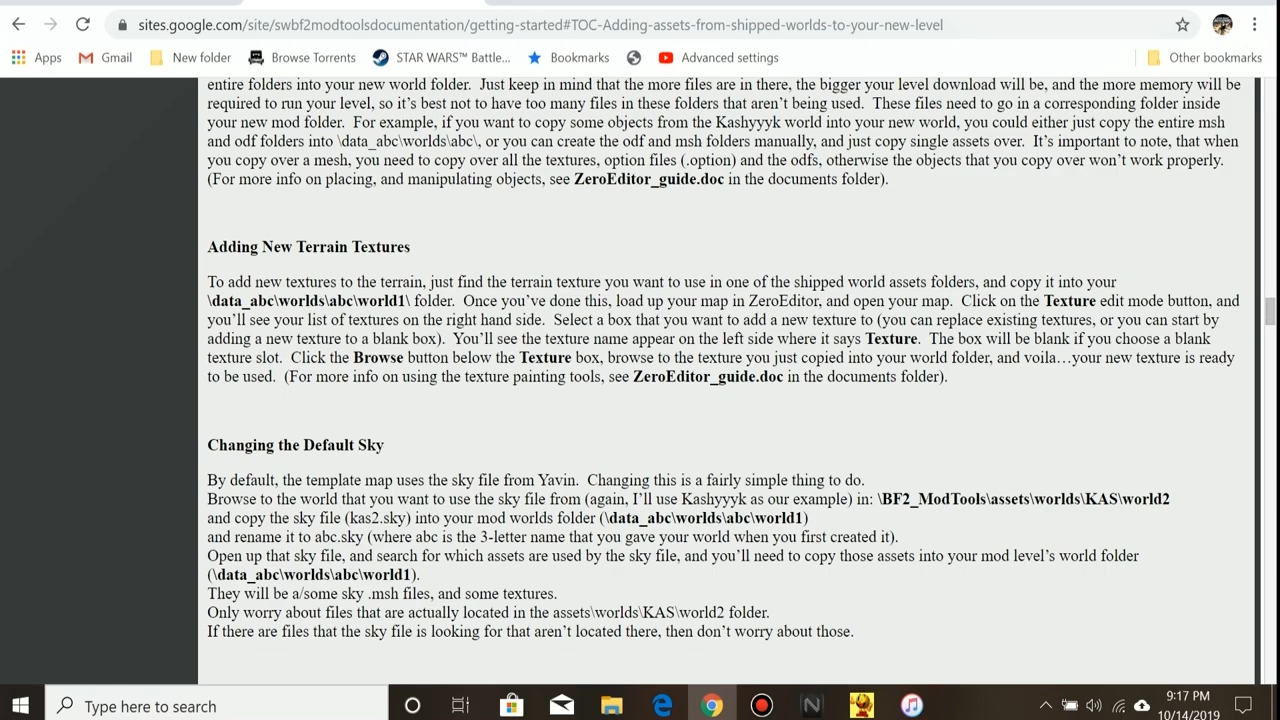 sites.google.com/site/swbf2modtoolsdocumentation/getting-started#TOC-Adding-assets-from-shipped-worlds-to-your-new-level
Apps Gmail New folder Browse Torrents STAR WARS™ Battle... Bookmarks Advanced settings Other bookmarks
entire folders into your new world folder. Just keep in mind that the more files are in there, the bigger your level download will be, and the more memory will be
required to run your level, so it's best not to have too many files in these folders that aren't being used. These files need to go in a corresponding folder inside
your new mod folder. For example, if you want to copy some objects from the Kashyyyk world into your new world, you could either just copy the entire msh
and odf folders into \data_abc\worlds\abc\, or you can create the odf and msh folders manually, and just copy single assets over. It's important to note, that when
you copy over a mesh, you need to copy over all the textures, option files (.option) and the odfs, otherwise the objects that you copy over won't work properly.
(For more info on placing, and manipulating objects, see ZeroEditor_guide.doc in the documents folder).
Adding New Terrain Textures
To add new textures to the terrain, just find the terrain texture you want to use in one of the shipped world assets folders, and copy it into your
\data_abc\worlds\abc\world1\ folder. Once you've done this, load up your map in ZeroEditor, and open your map. Click on the Texture edit mode button, and
you'll see your list of textures on the right hand side. Select a box that you want to add a new texture to (you can replace existing textures, or you can start by
adding a new texture to a blank box). You'll see the texture name appear on the left side where it says Texture. The box will be blank if you choose a blank
texture slot. Click the Browse button below the Texture box, browse to the texture you just copied into your world folder, and voila…your new texture is ready
to be used. (For more info on using the texture painting tools, see ZeroEditor_guide.doc in the documents folder).
Changing the Default Sky
By default, the template map uses the sky file from Yavin. Changing this is a fairly simple thing to do.
Browse to the world that you want to use the sky file from (again, I'll use Kashyyyk as our example) in: \BF2_ModTools\assets\worlds\KAS\world2
and copy the sky file (kas2.sky) into your mod worlds folder (\data_abc\worlds\abc\world1)
and rename it to abc.sky (where abc is the 3-letter name that you gave your world when you first created it).
Open up that sky file, and search for which assets are used by the sky file, and you'll need to copy those assets into your mod level's world folder
(\data_abc\worlds\abc\world1).
They will be a/some sky .msh files, and some textures.
Only worry about files that are actually located in the assets\worlds\KAS\world2 folder.
If there are files that the sky file is looking for that aren't located there, then don't worry about those.
Type here to search
9:17 PM
10/14/2019